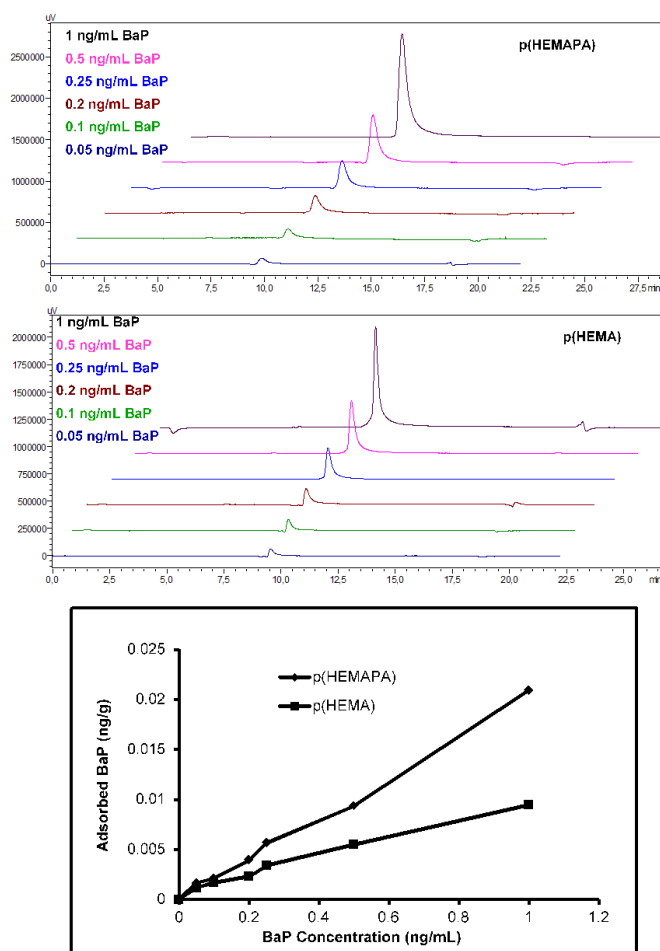 uV
1 ng/mL BaP
p(HEMAPA)
0.5 ng/mL BaP
0.25 ng/mL BaP
0.2 ng/mL BaP
0.1 ng/mL BaP
0.05 ng/mL BaP
2500000
2000000
1500000
1000000
500000
0
0,0 2,5 5,0 7,5 10,0 12,5 15,0 17,5 20,0 22,5 25,0 27,5 min
uV
1 ng/mL BaP
p(HEMA)
0.5 ng/mL BaP
0.25 ng/mL BaP
0.2 ng/mL BaP
0.1 ng/mL BaP
0.05 ng/mL BaP
2000000
1750000
1500000
1250000
1000000
750000
500000
250000
0
0,0 2,5 5,0 7,5 10,0 12,5 15,0 17,5 20,0 22,5 25,0 min
Adsorbed BaP (ng/g)
0.025
0.02
0.015
0.01
0.005
0
p(HEMAPA)
p(HEMA)
0 0.2 0.4 0.6 0.8 1 1.2
BaP Concentration (ng/mL)